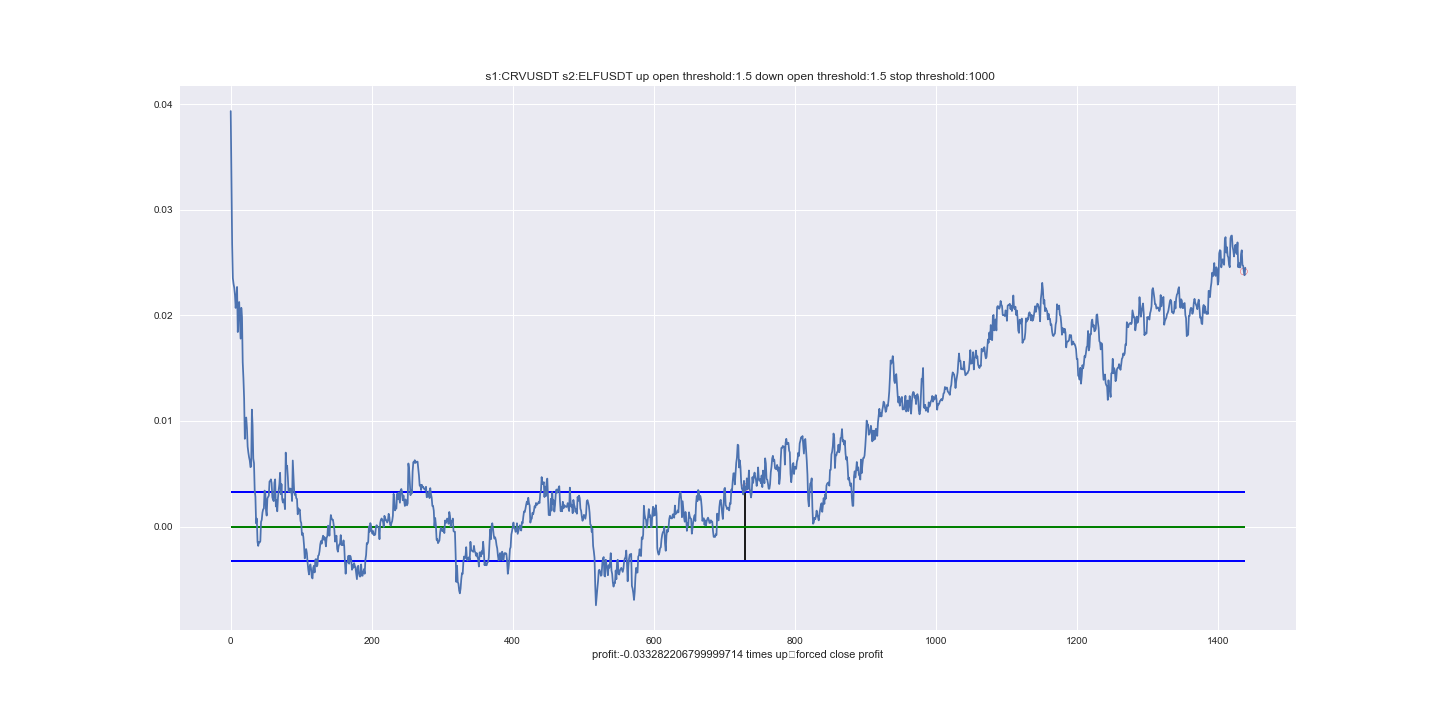 s1:CRVUSDT s2:ELFUSDT up open threshold:1.5 down open threshold:1.5 stop threshold:1000
0.04
0.03
0.02
0.01
0.00
0 200 400 600 800 1000 1200 1400
profit:-0.033282206799999714 times up□forced close profit